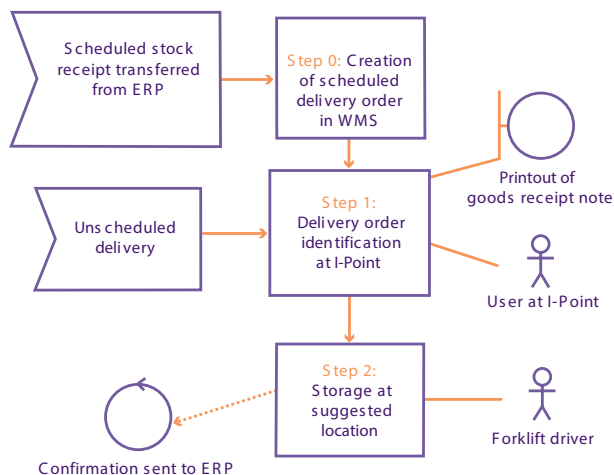 Scheduled stock
receipt transferred
from ERP
Step 0: Creation
of scheduled
delivery order
in WMS
Printout of
goods receipt note
Unscheduled
delivery
Step 1:
Delivery order
identification
at I-Point
User at I-Point
Step 2:
Storage at
suggested
location
Forklift driver
Confirmation sent to ERP